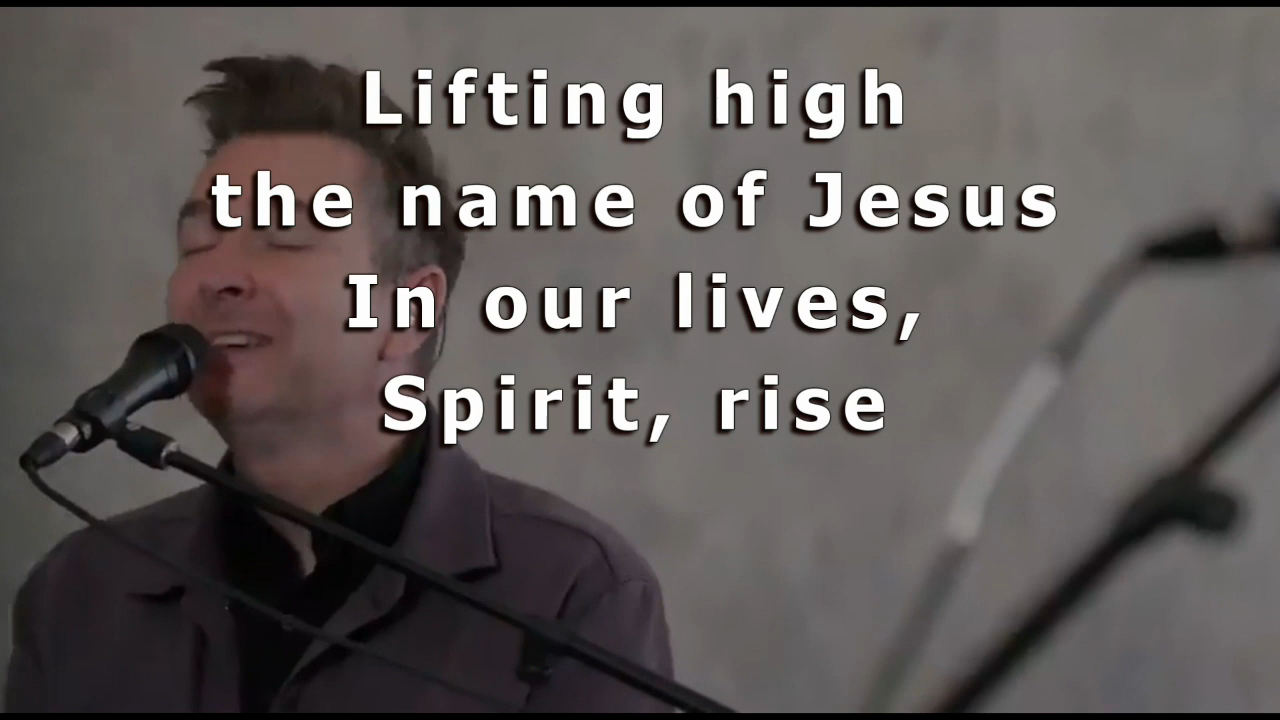 Lifting high
the name of Jesus
In our lives,
Spirit, rise